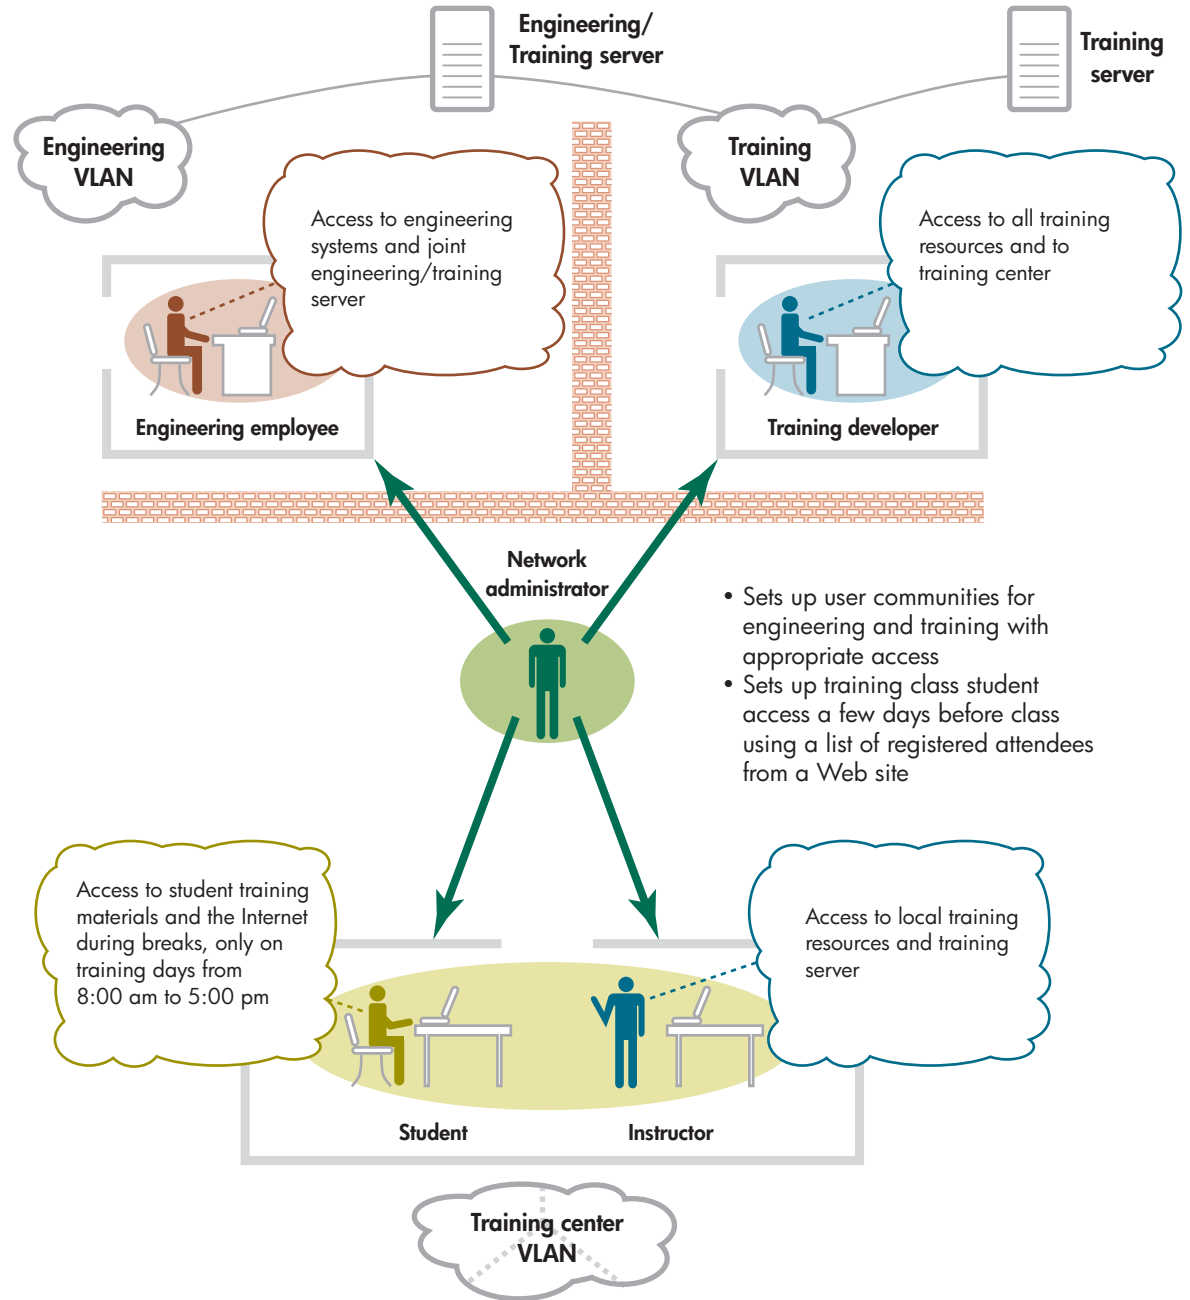 Engineering/
Training server
Training
server
Engineering
VLAN
Training
VLAN
Access to engineering
systems and joint
engineering/training
server
Access to all training
resources and to
training center
Engineering employee
Training developer
Network
administrator
• Sets up user communities for
engineering and training with
appropriate access
• Sets up training class student
access a few days before class
using a list of registered attendees
from a Web site
Access to student training
materials and the Internet
during breaks, only on
training days from
8:00 am to 5:00 pm
Access to local training
resources and training
server
Student
Instructor
Training center
VLAN